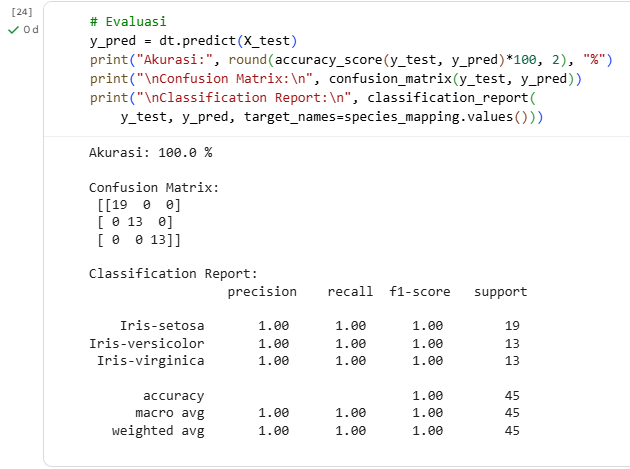 [24]
0 d
# Evaluasi
y_pred = dt.predict(X_test)
print("Akurasi:", round(accuracy_score(y_test, y_pred)*100, 2), "%")
print("\nConfusion Matrix:\n", confusion_matrix(y_test, y_pred))
print("\nClassification Report:\n", classification_report(
    y_test, y_pred, target_names=species_mapping.values()))
Akurasi: 100.0 %
Confusion Matrix:
 [[19  0  0]
 [ 0 13  0]
 [ 0  0 13]]
Classification Report:
                  precision    recall  f1-score   support
    Iris-setosa       1.00      1.00      1.00        19
Iris-versicolor       1.00      1.00      1.00        13
 Iris-virginica       1.00      1.00      1.00        13
       accuracy                           1.00        45
      macro avg       1.00      1.00      1.00        45
   weighted avg       1.00      1.00      1.00        45